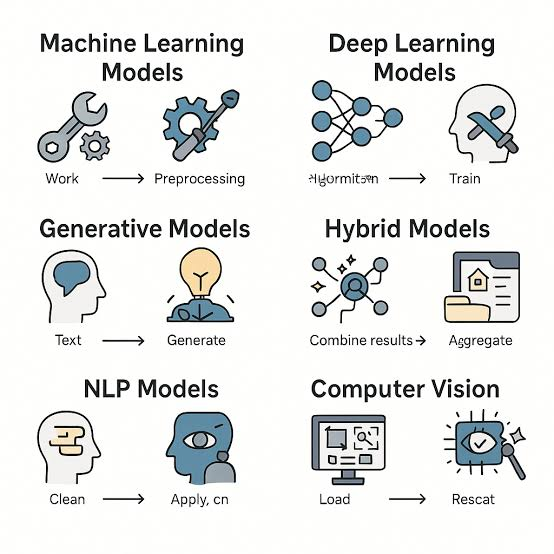 Machine Learning
Models
Work → Preprocessing
Deep Learning
Models
→ Train
Generative Models
Text → Generate
Hybrid Models
Combine results → Aggregate
NLP Models
Clean → Apply, cn
Computer Vision
Load → Rescat